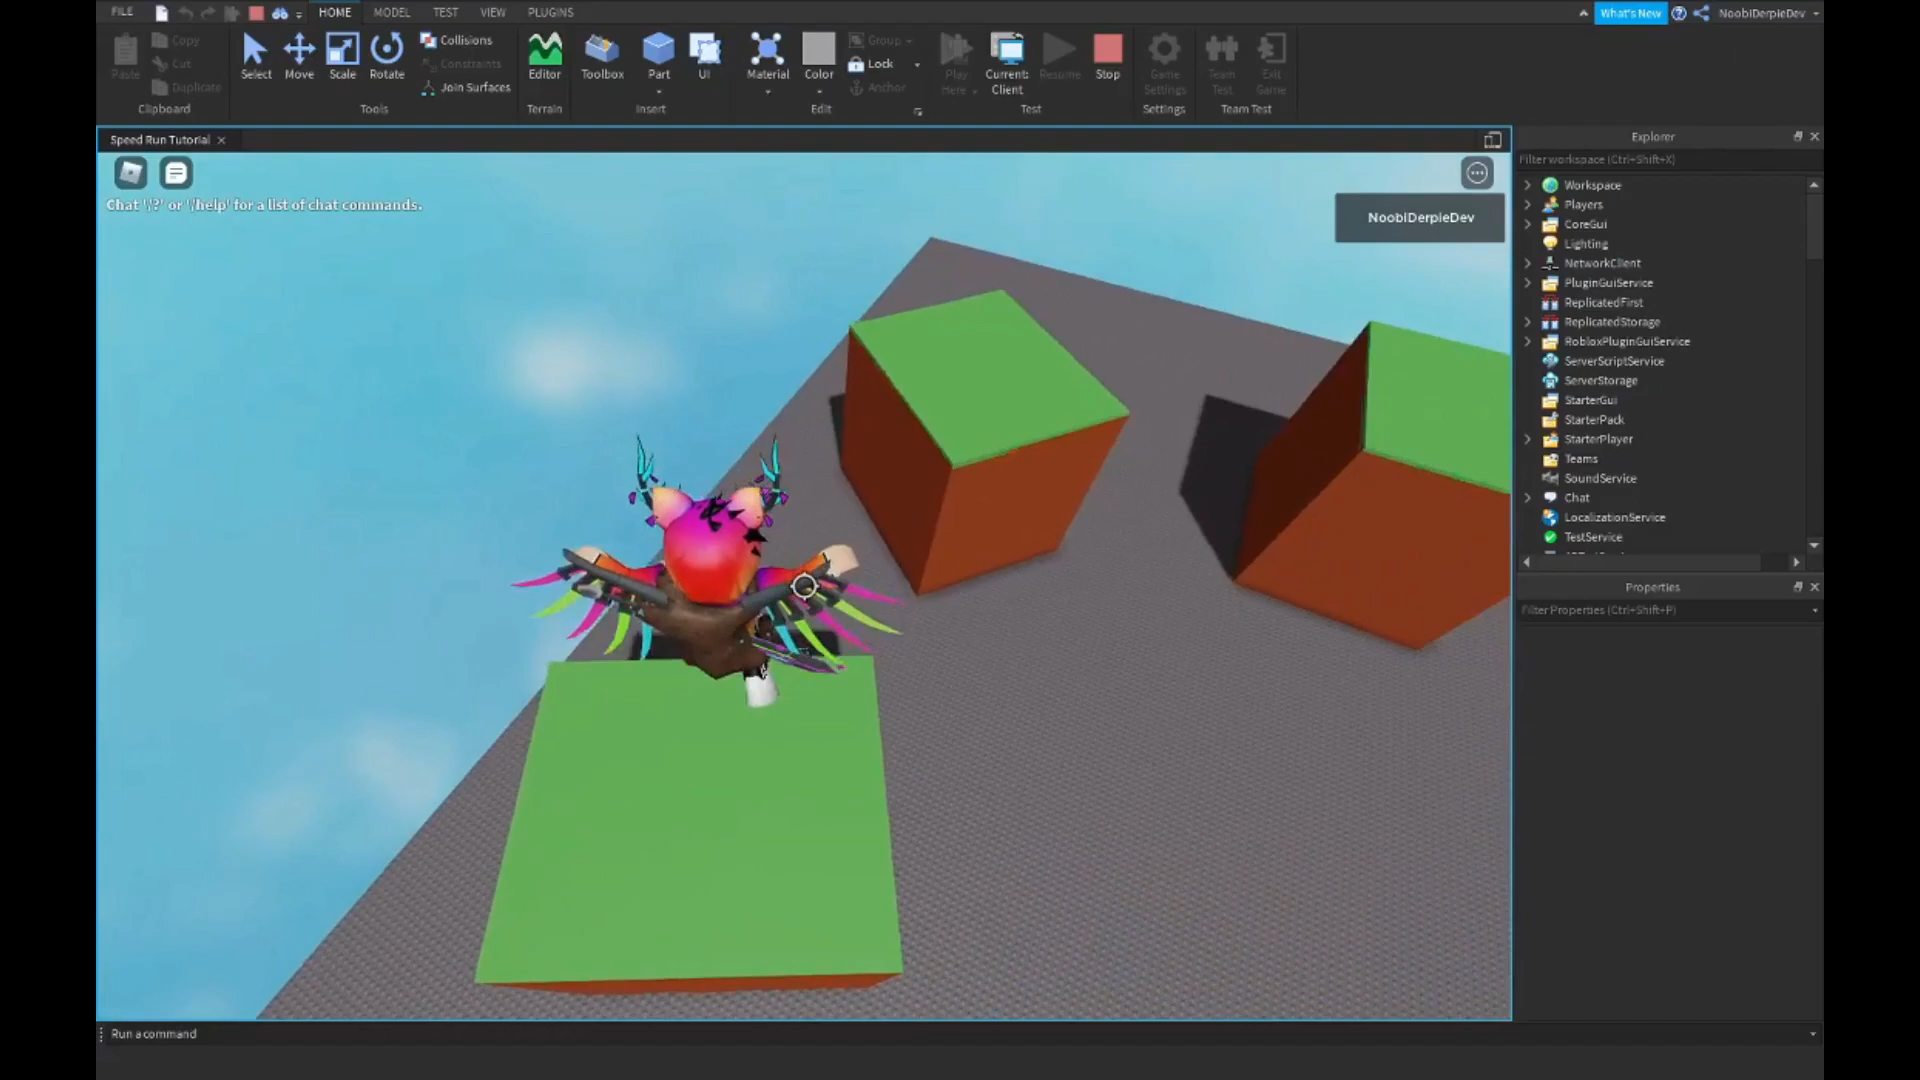 FILE HOME MODEL TEST VIEW PLUGINS What's New NoobIDerpieDev
Paste Copy Cut Duplicate Clipboard
Select Move Scale Rotate Collisions Constraints Join Surfaces Tools
Editor Terrain
Toolbox Part UI Insert
Material Color Group Lock Anchor Edit
Play Here Current: Client Resume Stop Test
Game Settings Settings
Team Test Exit Game Team Test
Speed Run Tutorial
Chat '/?' or '/help' for a list of chat commands.
NoobIDerpieDev
Explorer
Filter workspace (Ctrl+Shift+X)
Workspace
Players
CoreGui
Lighting
NetworkClient
PluginGuiService
ReplicatedFirst
ReplicatedStorage
RobloxPluginGuiService
ServerScriptService
ServerStorage
StarterGui
StarterPack
StarterPlayer
Teams
SoundService
Chat
LocalizationService
TestService
Properties
Filter Properties (Ctrl+Shift+P)
Run a command